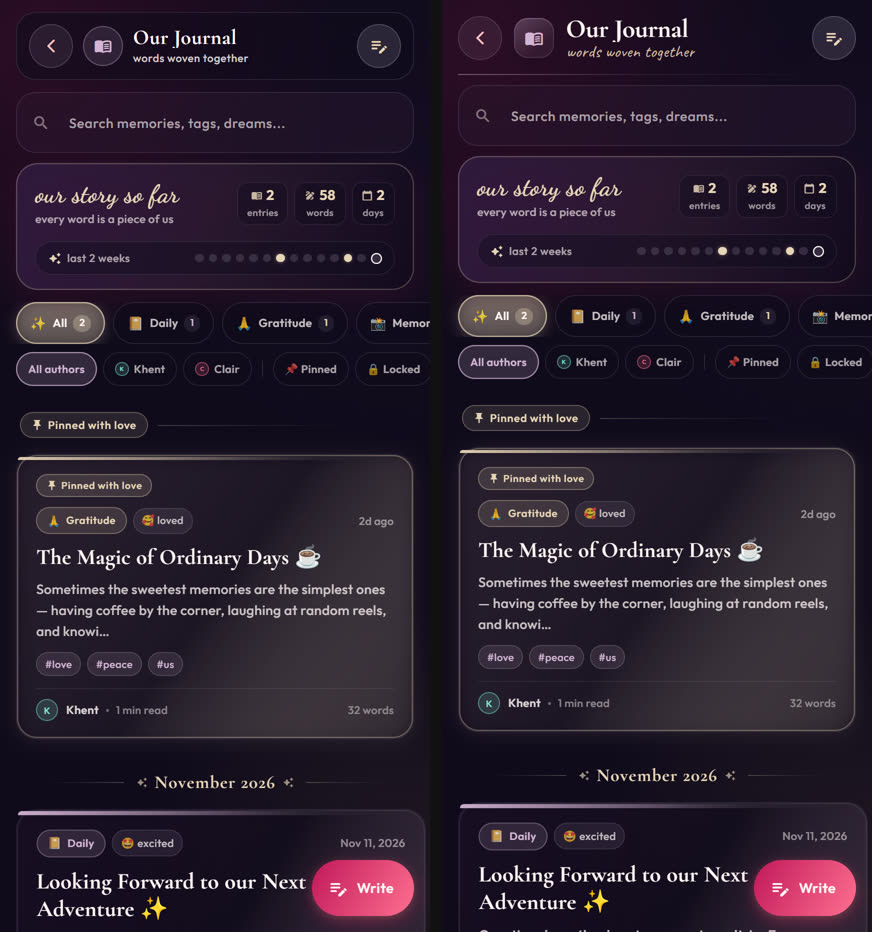 Our Journal
words woven together
Search memories, tags, dreams...
our story so far
every word is a piece of us
2 entries
58 words
2 days
last 2 weeks
All 2
Daily 1
Gratitude 1
Memor
All authors
K Khent
C Clair
Pinned
Locked
Pinned with love
Pinned with love
Gratitude
loved
2d ago
The Magic of Ordinary Days ☕
Sometimes the sweetest memories are the simplest ones
— having coffee by the corner, laughing at random reels,
and knowi...
#love #peace #us
K Khent • 1 min read
32 words
November 2026
Daily
excited
Nov 11, 2026
Looking Forward to our Next
Adventure ✨
Write
Our Journal
words woven together
Search memories, tags, dreams...
our story so far
every word is a piece of us
2 entries
58 words
2 days
last 2 weeks
All 2
Daily 1
Gratitude 1
Memor
All authors
K Khent
C Clair
Pinned
Locked
Pinned with love
Pinned with love
Gratitude
loved
2d ago
The Magic of Ordinary Days ☕
Sometimes the sweetest memories are the simplest ones
— having coffee by the corner, laughing at random reels,
and knowi...
#love #peace #us
K Khent • 1 min read
32 words
November 2026
Daily
excited
Nov 11, 2026
Looking Forward to our Next
Adventure ✨
Write